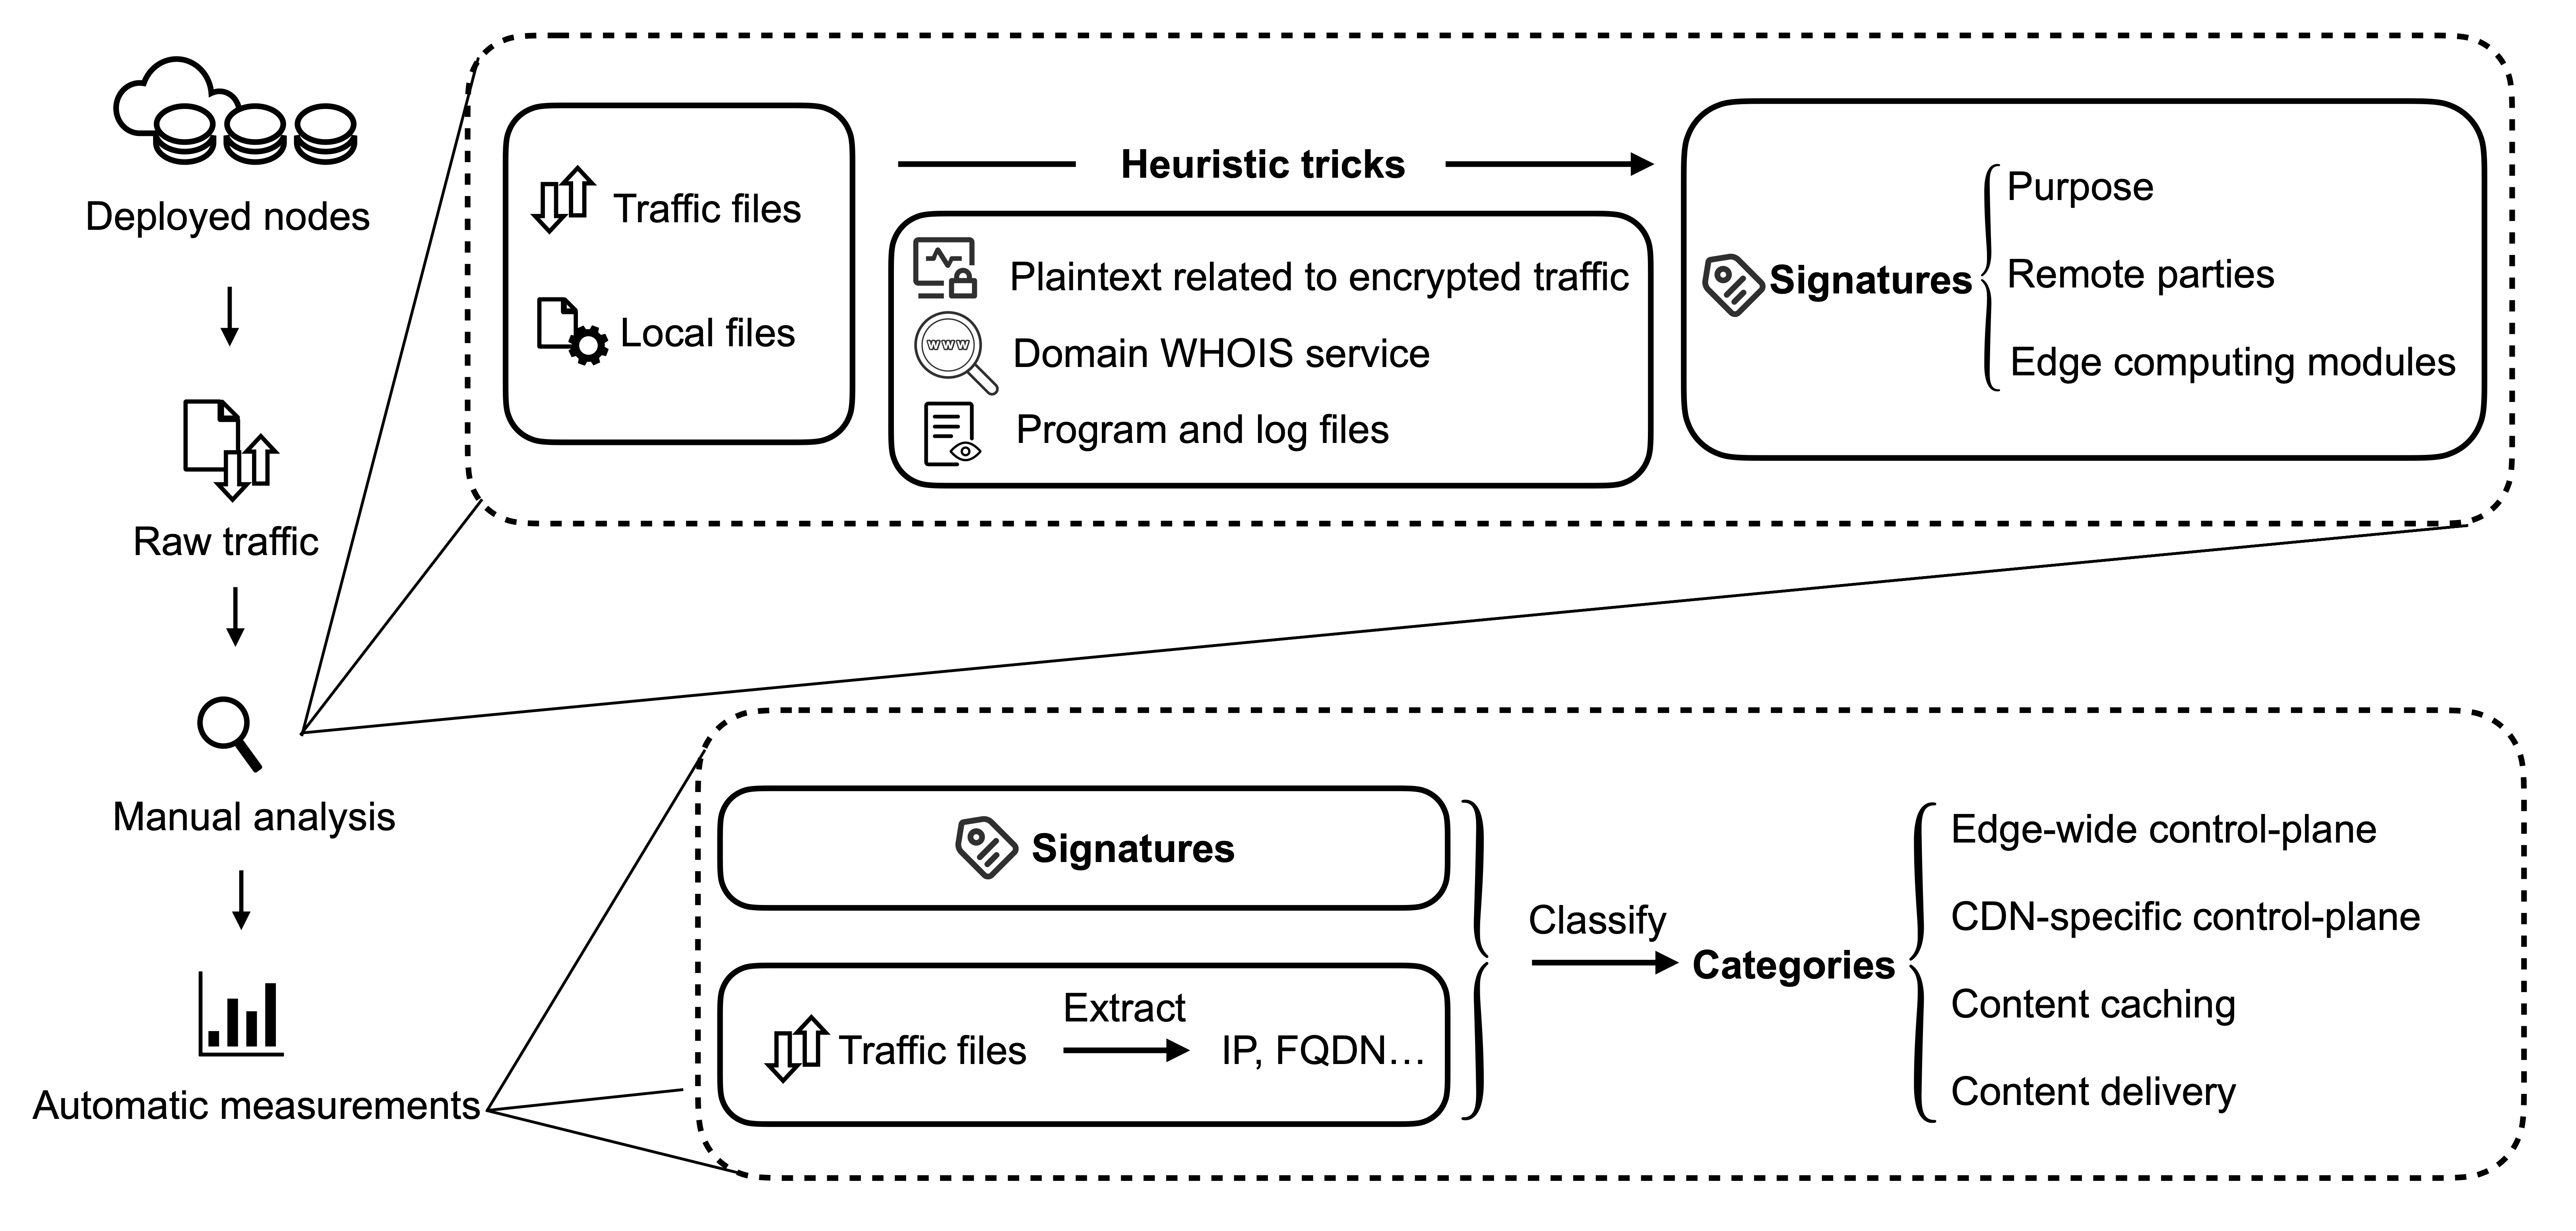 Deployed nodes
Raw traffic
Manual analysis
Automatic measurements
Traffic files
Local files
Heuristic tricks
Plaintext related to encrypted traffic
WWW
Domain WHOIS service
Program and log files
Signatures
Purpose
Remote parties
Edge computing modules
Signatures
Traffic files
Extract
IP, FQDN…
Classify
Categories
Edge-wide control-plane
CDN-specific control-plane
Content caching
Content delivery